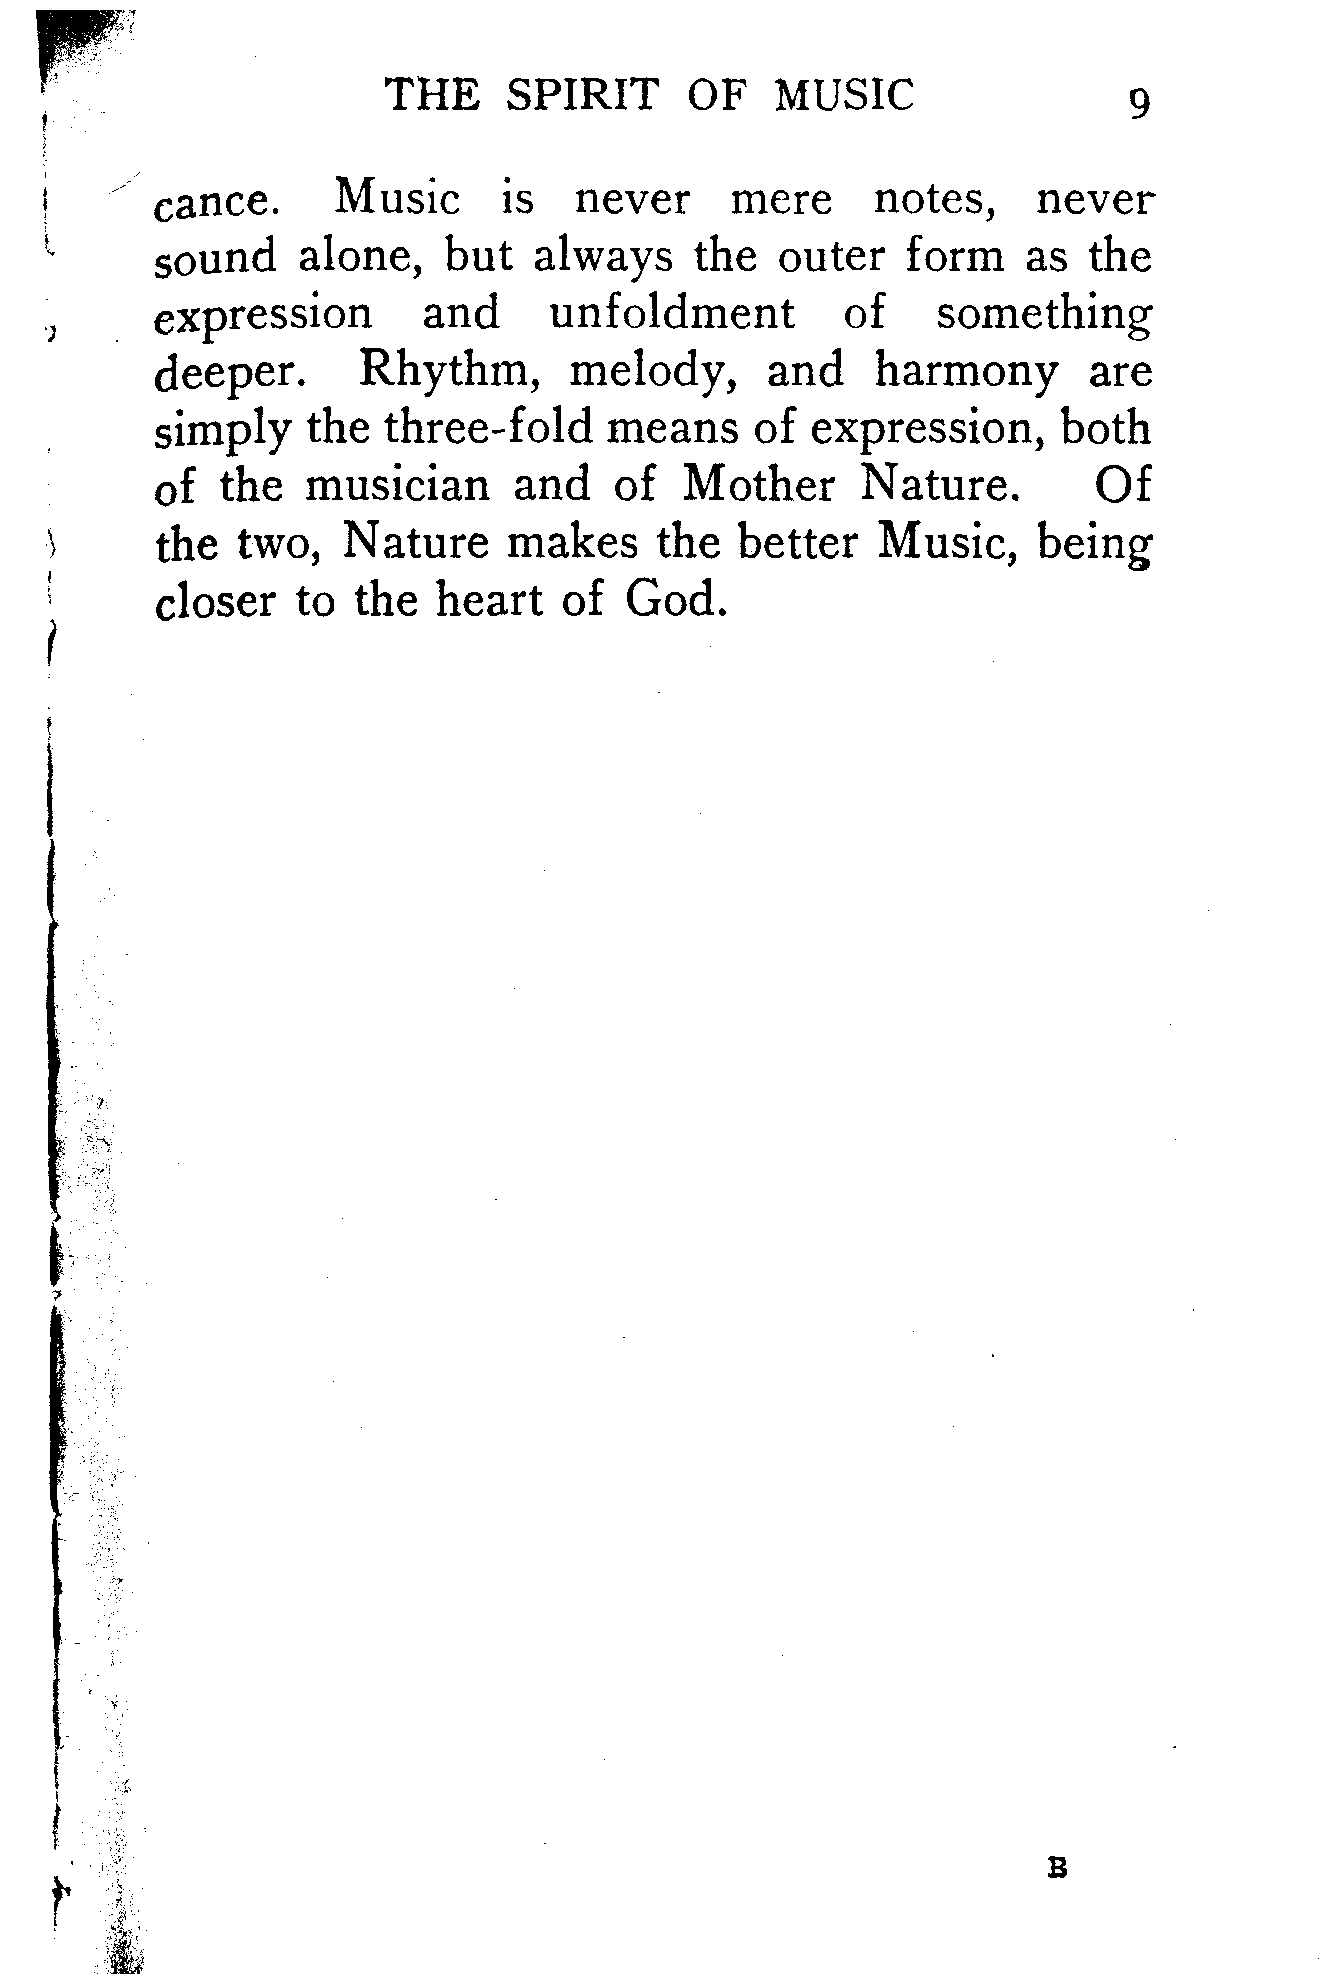 THE SPIRIT OF MUSIC 9
cance. Music is never mere notes, never
sound alone, but always the outer form as the
expression and unfoldment of something
deeper. Rhythm, melody, and harmony are
simply the three-fold means of expression, both
of the musician and of Mother Nature. Of
the two, Nature makes the better Music, being
closer to the heart of God.
B